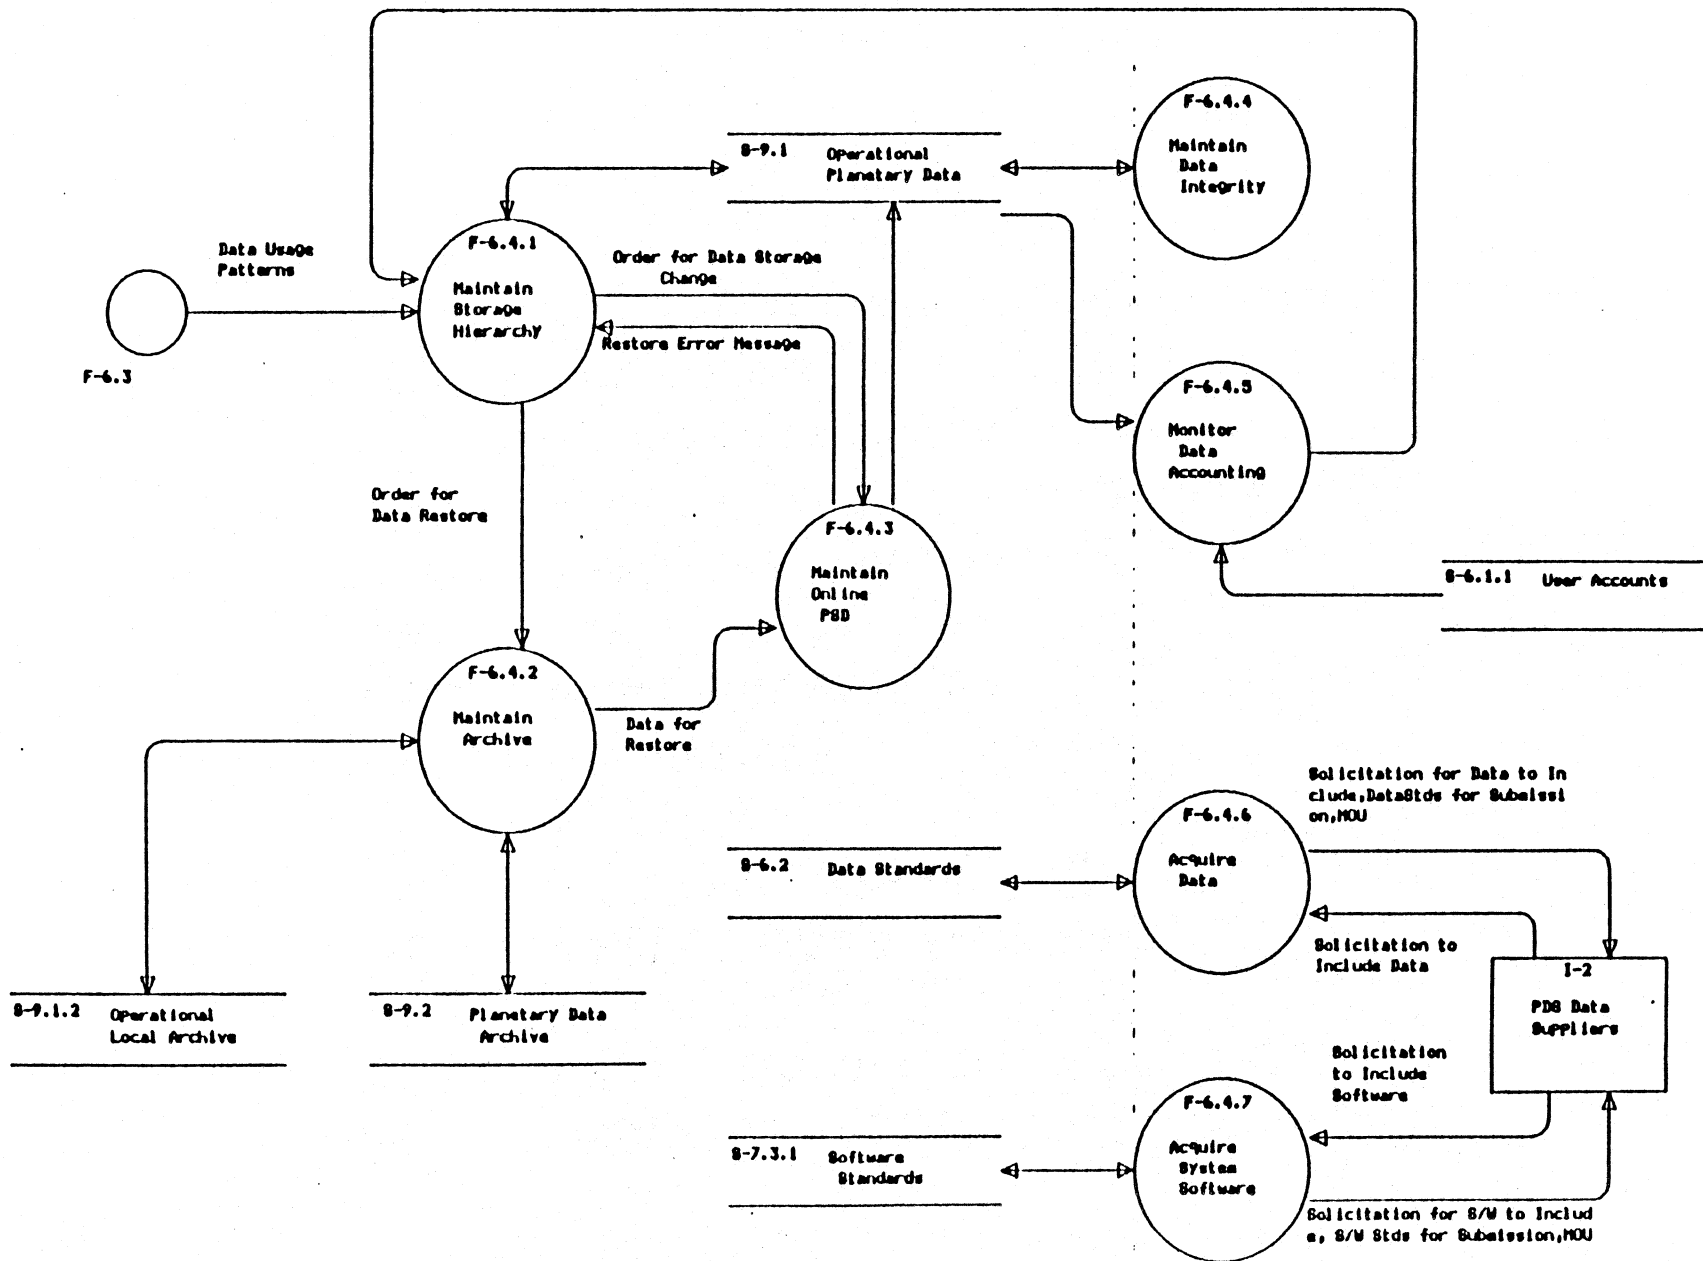 F-6.4.4
Maintain
Data
Integrity
S-9.1 Operational
Planetary Data
F-6.4.1
Maintain
Storage
Hierarchy
Data Usage
Patterns
Order for Data Storage
Change
Restore Error Message
F-6.3
F-6.4.5
Monitor
Data
Accounting
Order for
Data Restore
F-6.4.3
Maintain
Online
PSD
S-6.1.1 User Accounts
F-6.4.2
Maintain
Archive
Data for
Restore
Solicitation for Data to In
clude,DataStds for Submissi
on,MOU
F-6.4.6
Acquire
Data
S-6.2 Data Standards
Solicitation to
Include Data
I-2
PDS Data
Suppliers
S-9.1.2 Operational
Local Archive
S-9.2 Planetary Data
Archive
Solicitation
to Include
Software
F-6.4.7
Acquire
System
Software
S-7.3.1 Software
Standards
Solicitation for S/W to Includ
e, S/W Stds for Submission,MOU